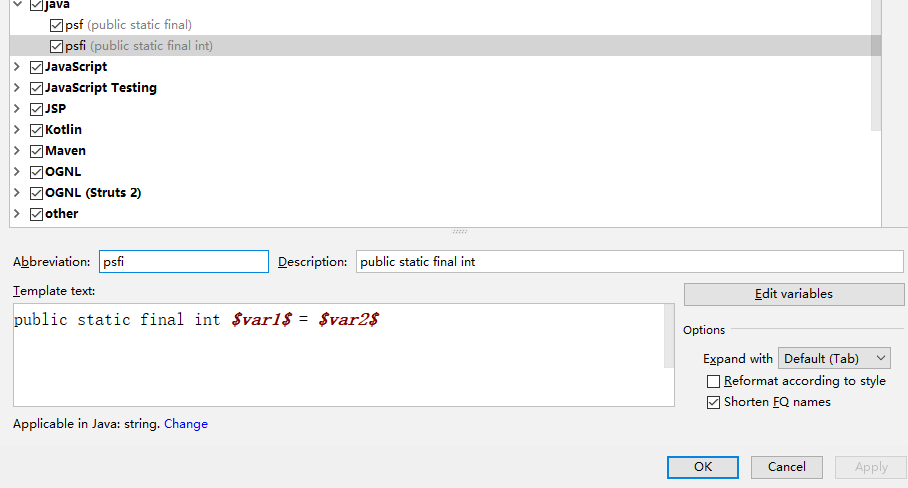 java
psf (public static final)
psfi (public static final int)
JavaScript
JavaScript Testing
JSP
Kotlin
Maven
OGNL
OGNL (Struts 2)
other
Abbreviation: psfi Description: public static final int
Template text:
Edit variables
public static final int $var1$ = $var2$
Options
Expand with Default (Tab)
Reformat according to style
Shorten FQ names
Applicable in Java: string. Change
OK Cancel Apply